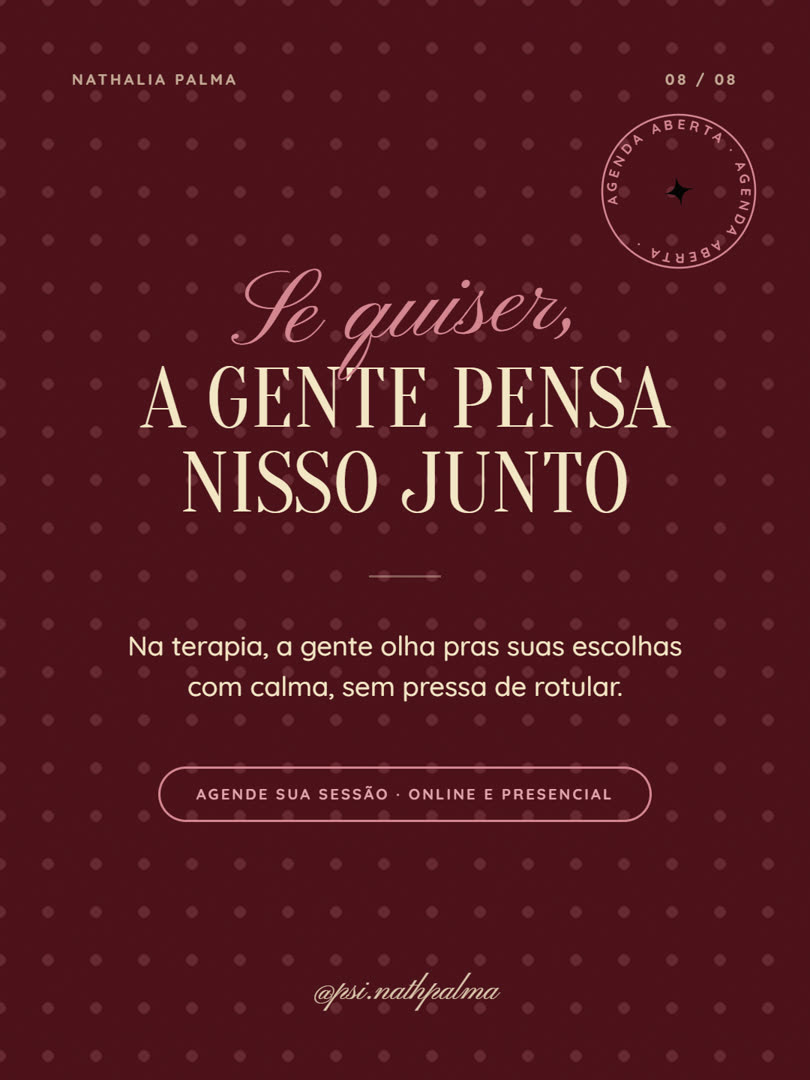 NATHALIA PALMA
08 / 08
AGENDA ABERTA · AGENDA ABERTA ·
Se quiser,
A GENTE PENSA
NISSO JUNTO
Na terapia, a gente olha pras suas escolhas
com calma, sem pressa de rotular.
AGENDE SUA SESSÃO · ONLINE E PRESENCIAL
@psi.nathpalma